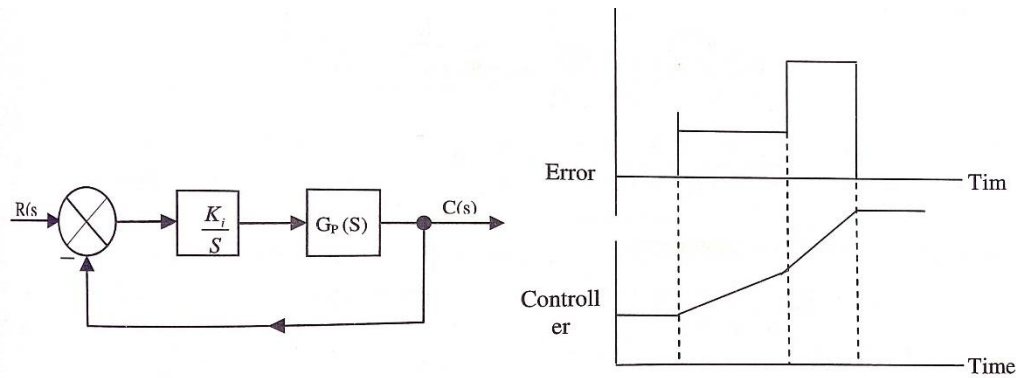 R(s
−
K_i
S
G_P(S)
C(s)
Error
Tim
Controll
er
Time